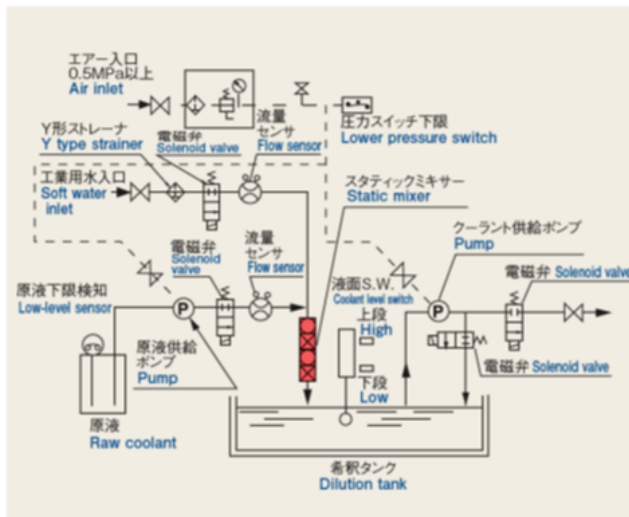 エアー入口
0.5MPa以上
Air inlet
圧力スイッチ下限
Lower pressure switch
Y形ストレーナ
Y type strainer
電磁弁
Solenoid valve
流量
センサ
Flow sensor
工業用水入口
Soft water
inlet
スタティックミキサー
Static mixer
クーラント供給ポンプ
Pump
電磁弁
Solenoid
valve
流量
センサ
Flow sensor
電磁弁 Solenoid valve
原液下限検知
Low-level sensor
液面S.W.
Coolant level switch
上段
High
P
P
原液供給
ポンプ
Pump
電磁弁 Solenoid valve
下段
Low
原液
Raw coolant
希釈タンク
Dilution tank